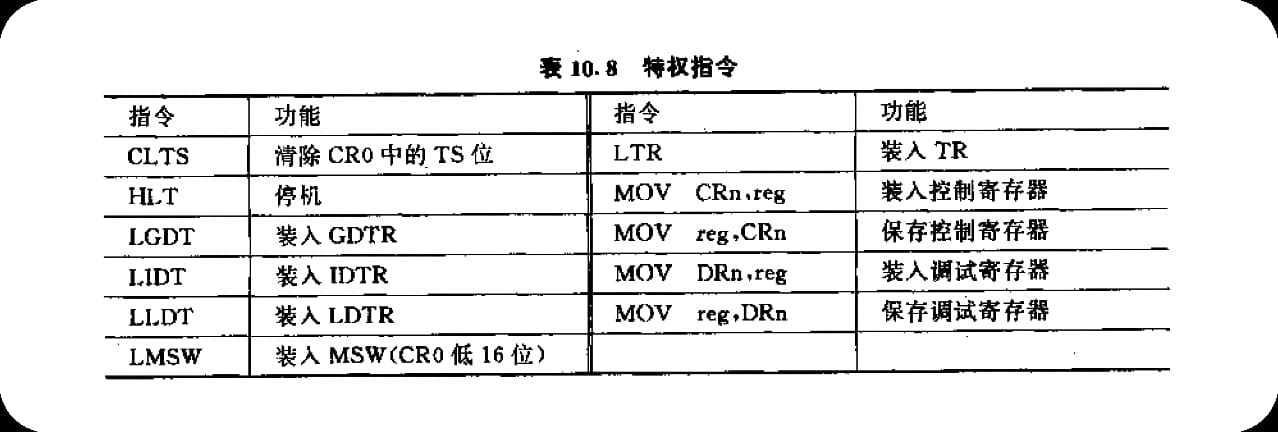 表 10.8 特权指令
指令 功能 指令 功能
CLTS 清除 CR0 中的 TS 位 LTR 装入 TR
HLT 停机 MOV CRn,reg 装入控制寄存器
LGDT 装入 GDTR MOV reg,CRn 保存控制寄存器
LIDT 装入 IDTR MOV DRn,reg 装入调试寄存器
LLDT 装入 LDTR MOV reg,DRn 保存调试寄存器
LMSW 装入 MSW(CR0 低 16 位)